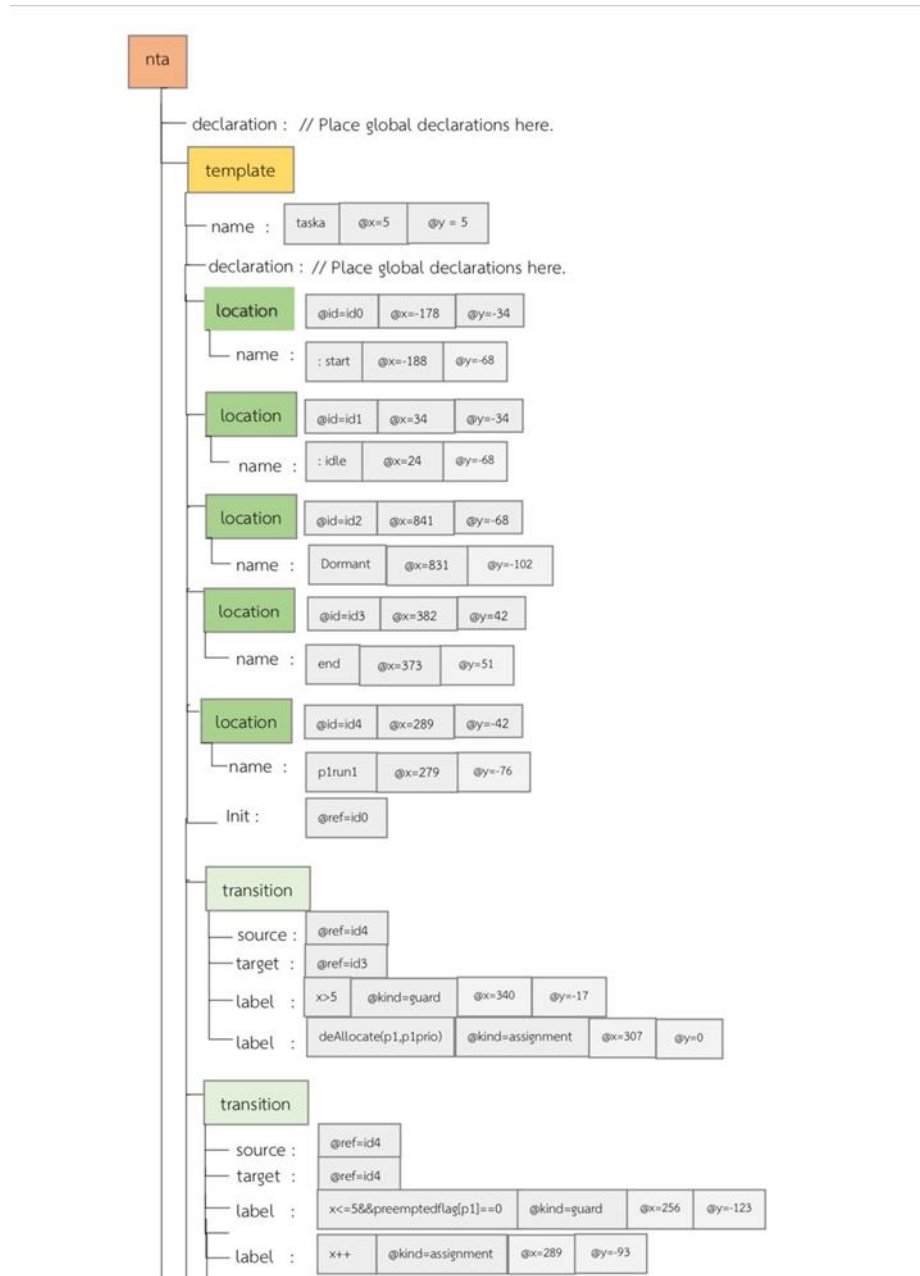 nta
declaration : // Place global declarations here.
template
name : taska @x=5 @y = 5
declaration : // Place global declarations here.
location @id=id0 @x=-178 @y=-34
name : : start @x=-188 @y=-68
location @id=id1 @x=34 @y=-34
name : : idle @x=24 @y=-68
location @id=id2 @x=841 @y=-68
name : Dormant @x=831 @y=-102
location @id=id3 @x=382 @y=42
name : end @x=373 @y=51
location @id=id4 @x=289 @y=-42
name : p1run1 @x=279 @y=-76
Init : @ref=id0
transition
source : @ref=id4
target : @ref=id3
label : x>5 @kind=guard @x=340 @y=-17
label : deAllocate(p1,p1prio) @kind=assignment @x=307 @y=0
transition
source : @ref=id4
target : @ref=id4
label : x<=5&&preemptedflag[p1]==0 @kind=guard @x=256 @y=-123
label : x++ @kind=assignment @x=289 @y=-93